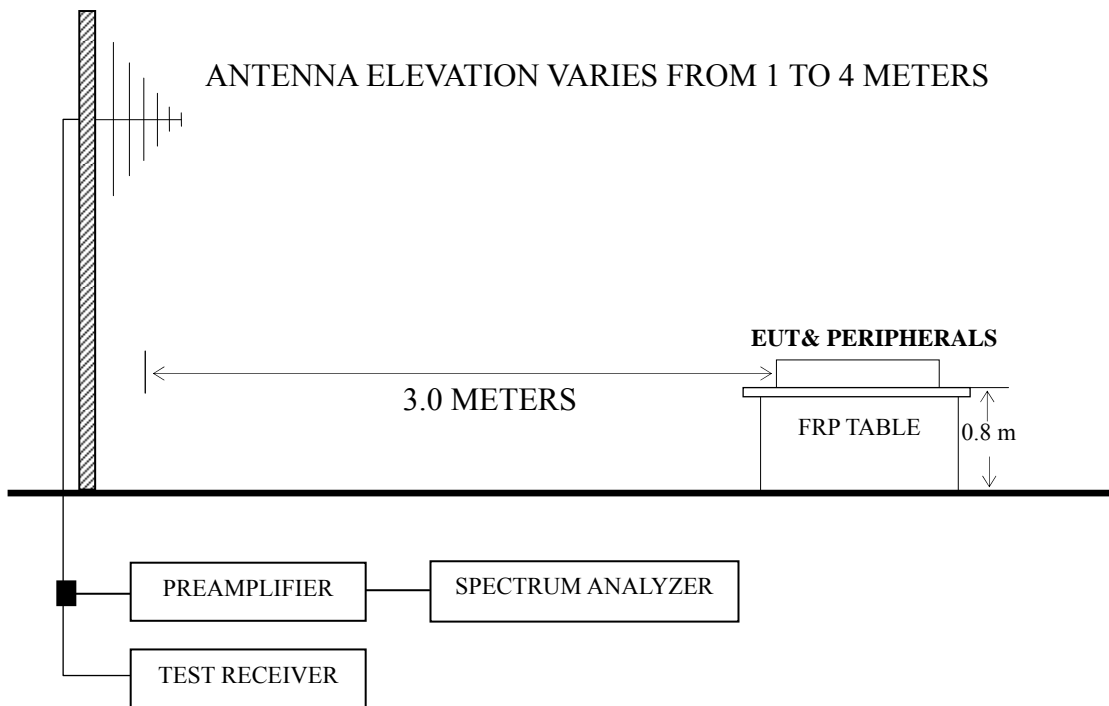 ANTENNA ELEVATION VARIES FROM 1 TO 4 METERS
EUT& PERIPHERALS
3.0 METERS
FRP TABLE
0.8 m
PREAMPLIFIER
SPECTRUM ANALYZER
TEST RECEIVER